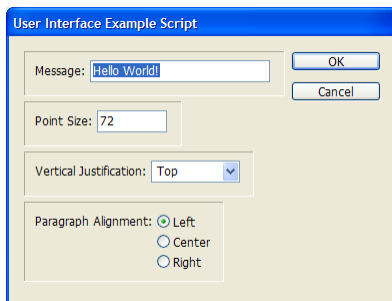 User Interface Example Script
Message: Hello World!
OK
Cancel
Point Size: 72
Vertical Justification: Top
Paragraph Alignment: Left
Center
Right